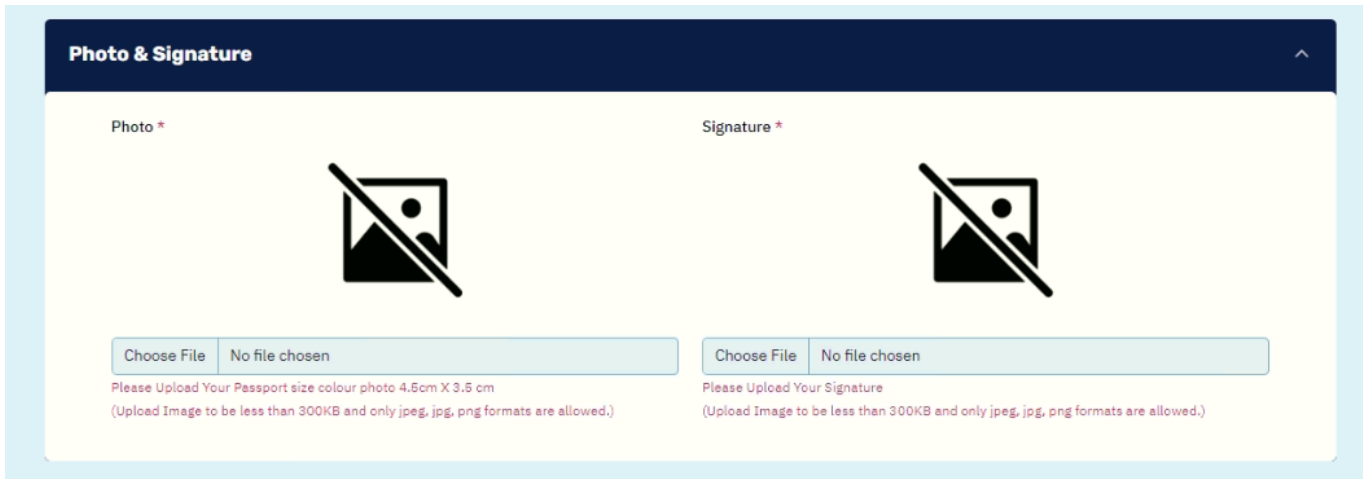 Photo & Signature
Photo *
Signature *
Choose File No file chosen
Choose File No file chosen
Please Upload Your Passport size colour photo 4.5cm X 3.5 cm
(Upload Image to be less than 300KB and only jpeg, jpg, png formats are allowed.)
Please Upload Your Signature
(Upload Image to be less than 300KB and only jpeg, jpg, png formats are allowed.)